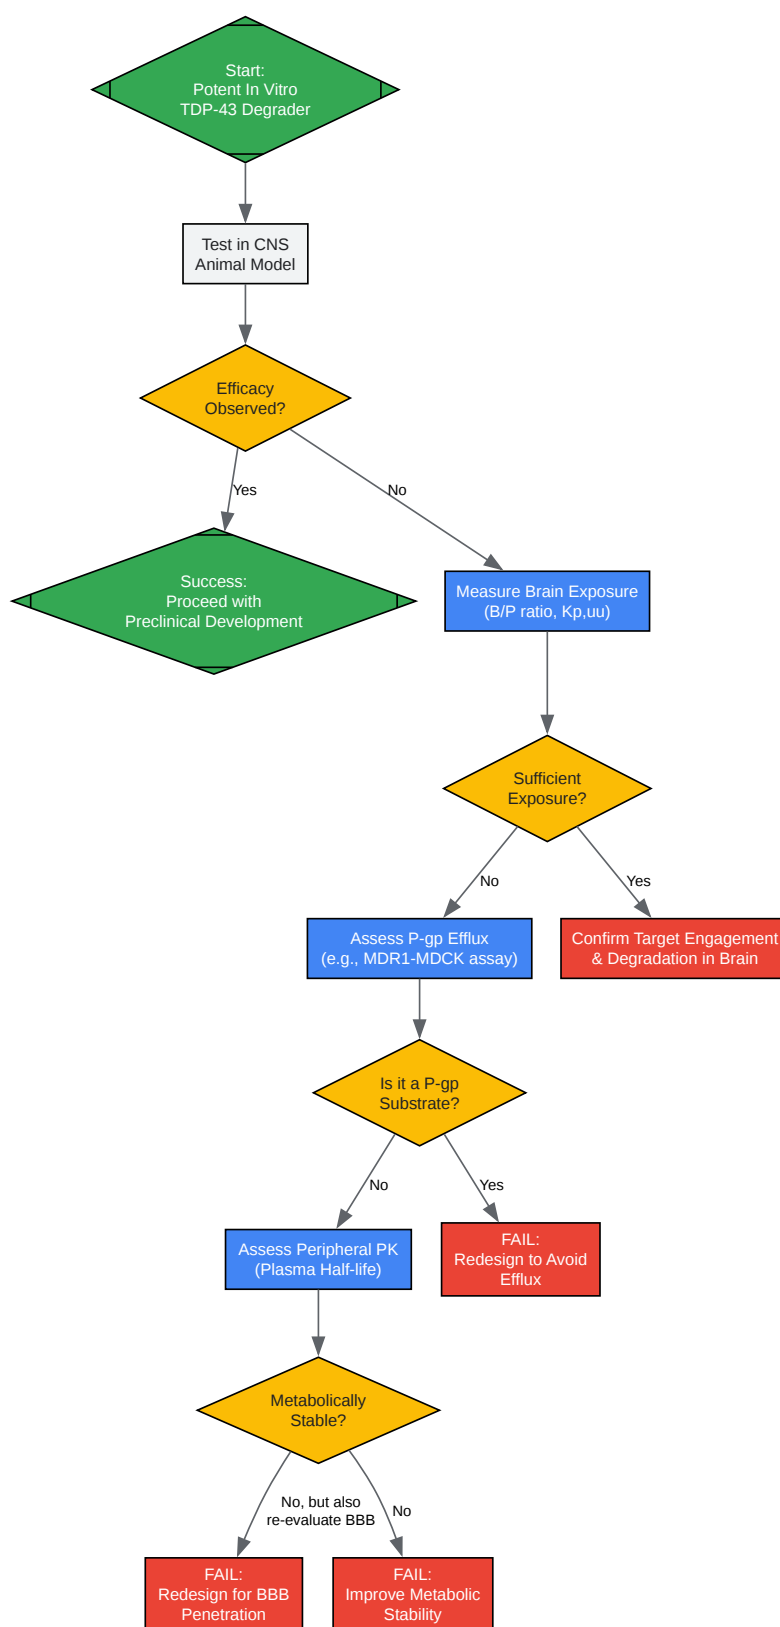 Start:
Potent In Vitro
TDP-43 Degrader
Test in CNS
Animal Model
Efficacy
Observed?
Yes
No
Success:
Proceed with
Preclinical Development
Measure Brain Exposure
(B/P ratio, Kp,uu)
Sufficient
Exposure?
No
Yes
Assess P-gp Efflux
(e.g., MDR1-MDCK assay)
Confirm Target Engagement
& Degradation in Brain
Is it a P-gp
Substrate?
No
Yes
Assess Peripheral PK
(Plasma Half-life)
FAIL:
Redesign to Avoid
Efflux
Metabolically
Stable?
No, but also
re-evaluate BBB
No
FAIL:
Redesign for BBB
Penetration
FAIL:
Improve Metabolic
Stability